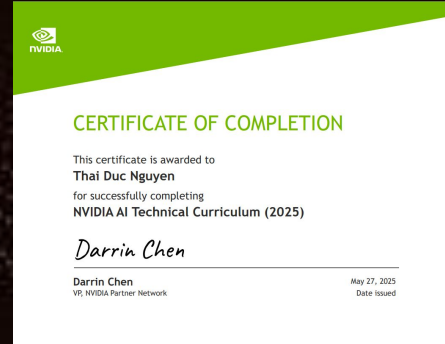 NVIDIA.
CERTIFICATE OF COMPLETION
This certificate is awarded to
Thai Duc Nguyen
for successfully completing
NVIDIA AI Technical Curriculum (2025)
Darrin Chen
Darrin Chen
VP, NVIDIA Partner Network
May 27, 2025
Date issued